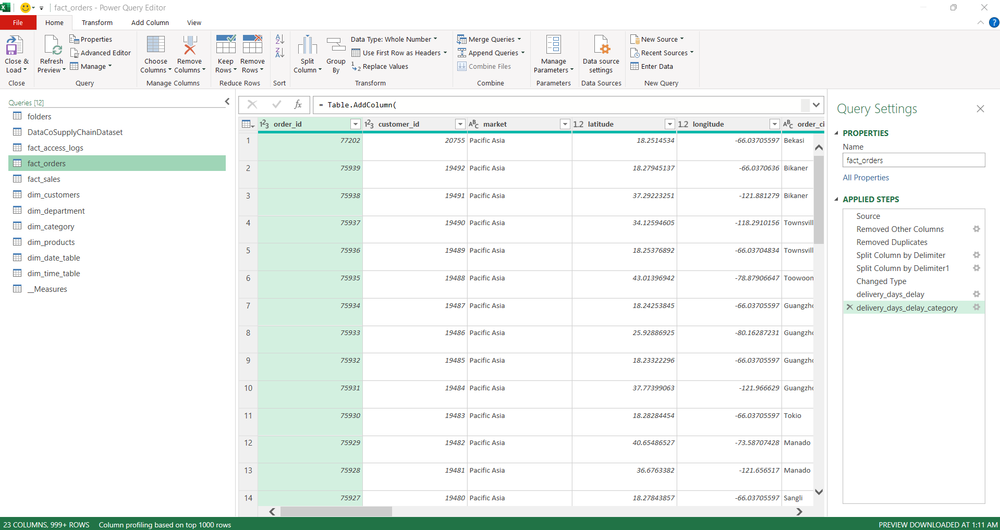 fact_orders - Power Query Editor
File Home Transform Add Column View
Close & Load
Close
Refresh Preview
Properties
Advanced Editor
Manage
Query
Choose Columns
Remove Columns
Manage Columns
Keep Rows
Remove Rows
Reduce Rows
Sort
Split Column
Group By
Data Type: Whole Number
Use First Row as Headers
Replace Values
Transform
Merge Queries
Append Queries
Combine Files
Combine
Manage Parameters
Parameters
Data source settings
Data Sources
New Source
Recent Sources
Enter Data
New Query
Queries [12]
folders
DataCoSupplyChainDataset
fact_access_logs
fact_orders
fact_sales
dim_customers
dim_department
dim_category
dim_products
dim_date_table
dim_time_table
__Measures
fx = Table.AddColumn(
123 order_id 123 customer_id ABC market 1.2 latitude 1.2 longitude ABC order_ci
1 77202 20755 Pacific Asia 18.2514534 -66.03705597 Bekasi
2 75939 19492 Pacific Asia 18.27945137 -66.0370636 Bikaner
3 75938 19491 Pacific Asia 37.29223251 -121.881279 Bikaner
4 75937 19490 Pacific Asia 34.12594605 -118.2910156 Townsvill
5 75936 19489 Pacific Asia 18.25376892 -66.03704834 Townsvill
6 75935 19488 Pacific Asia 43.01396942 -78.87906647 Toowoon
7 75934 19487 Pacific Asia 18.24253845 -66.03705597 Guangzho
8 75933 19486 Pacific Asia 25.92886925 -80.16287231 Guangzho
9 75932 19485 Pacific Asia 18.23322296 -66.03705597 Guangzho
10 75931 19484 Pacific Asia 37.77399063 -121.966629 Guangzho
11 75930 19483 Pacific Asia 18.28284454 -66.03705597 Tokio
12 75929 19482 Pacific Asia 40.65486527 -73.58707428 Manado
13 75928 19481 Pacific Asia 36.6763382 -121.656517 Manado
14 75927 19480 Pacific Asia 18.27843857 -66.03705597 Sangli
Query Settings
PROPERTIES
Name
fact_orders
All Properties
APPLIED STEPS
Source
Removed Other Columns
Removed Duplicates
Split Column by Delimiter
Split Column by Delimiter1
Changed Type
delivery_days_delay
delivery_days_delay_category
23 COLUMNS, 999+ ROWS Column profiling based on top 1000 rows
PREVIEW DOWNLOADED AT 1:11 AM